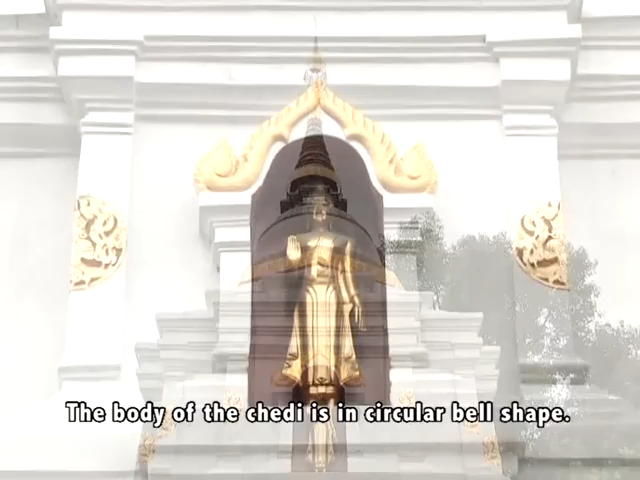 The body of the chedi is in circular bell shape.